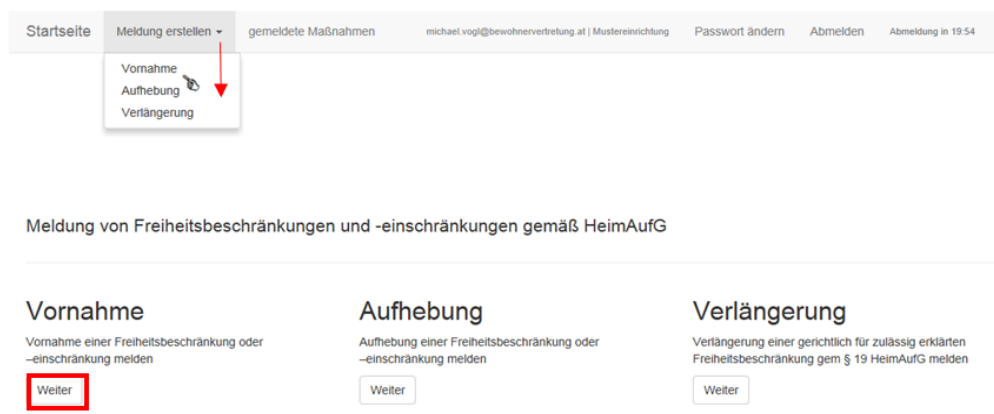 Startseite Meldung erstellen gemeldete Maßnahmen michael.vogl@bewohnervertretung.at | Mustereinrichtung Passwort ändern Abmelden Abmeldung in 19:54
Vornahme
Aufhebung
Verlängerung
Meldung von Freiheitsbeschränkungen und -einschränkungen gemäß HeimAufG
Vornahme
Vornahme einer Freiheitsbeschränkung oder
–einschränkung melden
Weiter
Aufhebung
Aufhebung einer Freiheitsbeschränkung oder
–einschränkung melden
Weiter
Verlängerung
Verlängerung einer gerichtlich für zulässig erklärten
Freiheitsbeschränkung gem § 19 HeimAufG melden
Weiter